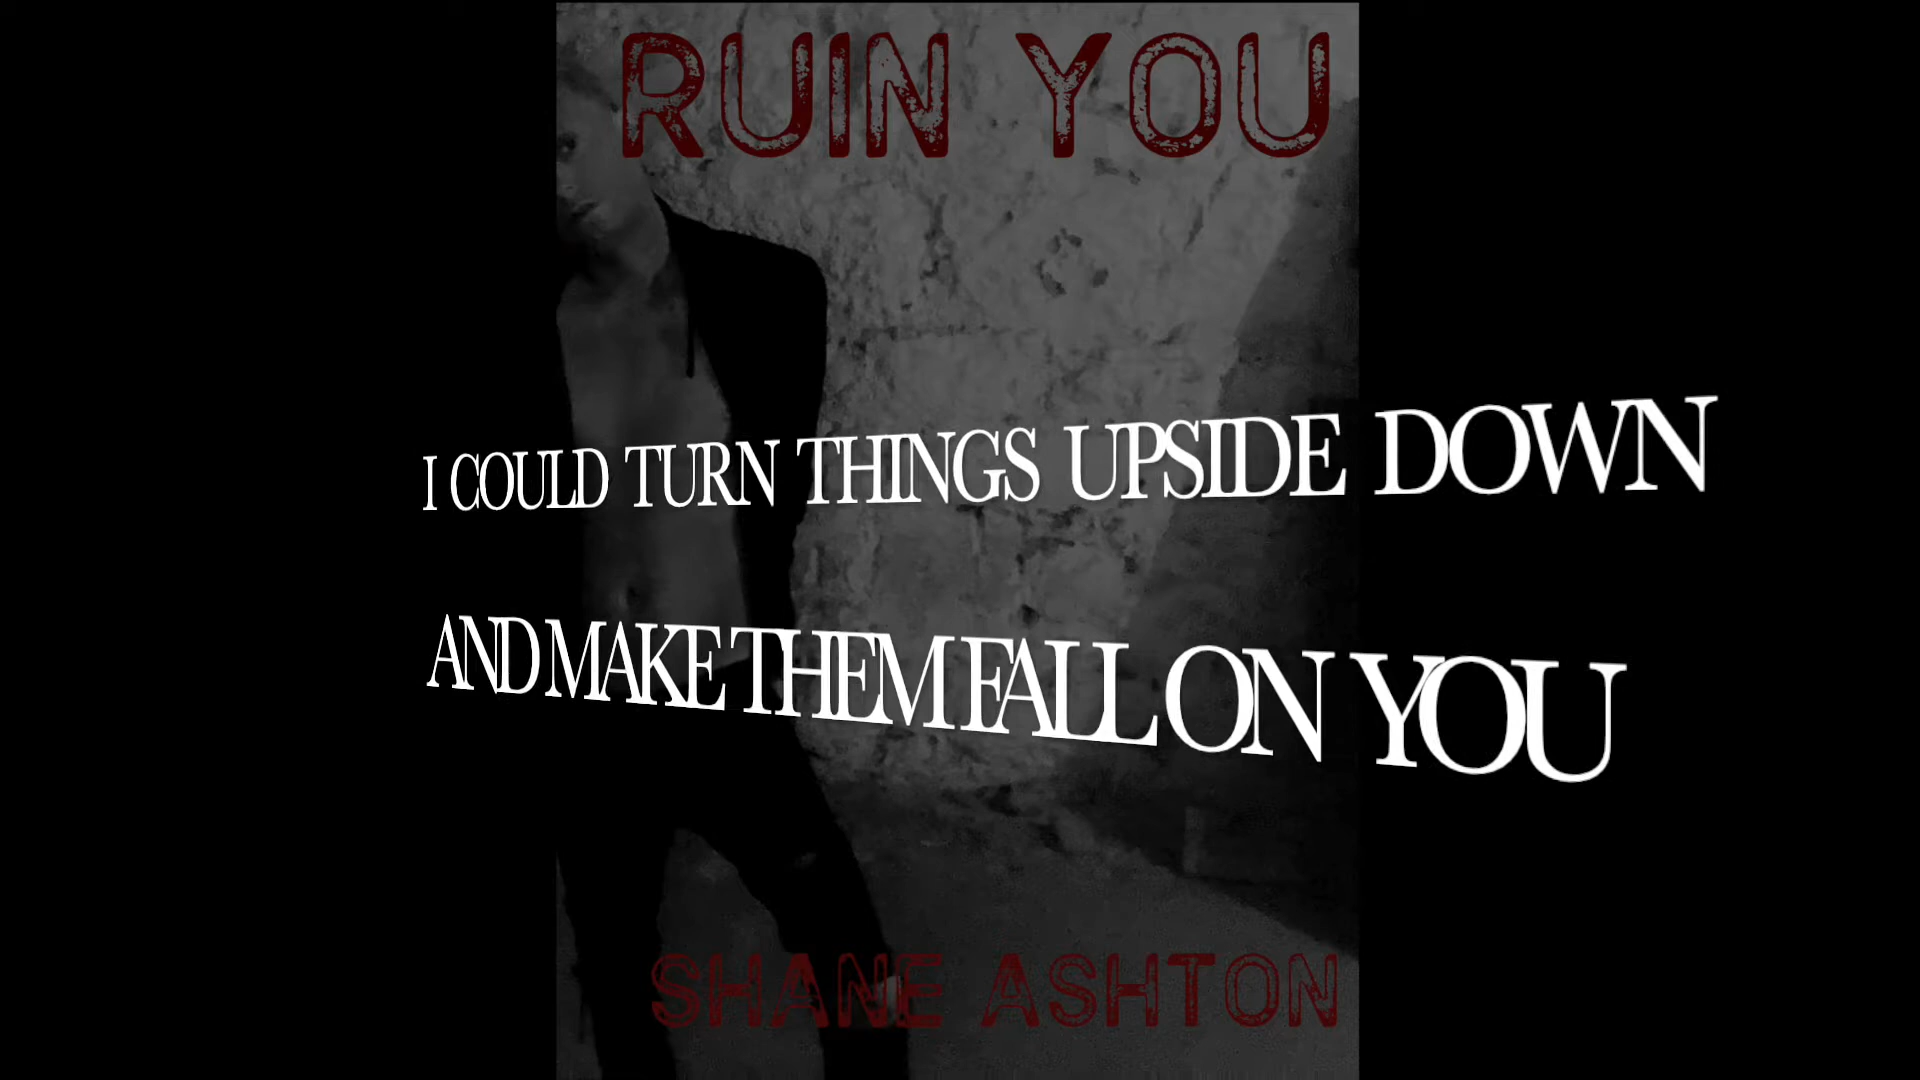 RUIN YOU
I COULD TURN THINGS UPSIDE DOWN
AND MAKE THEM FALL ON YOU
SHANE ASHTON